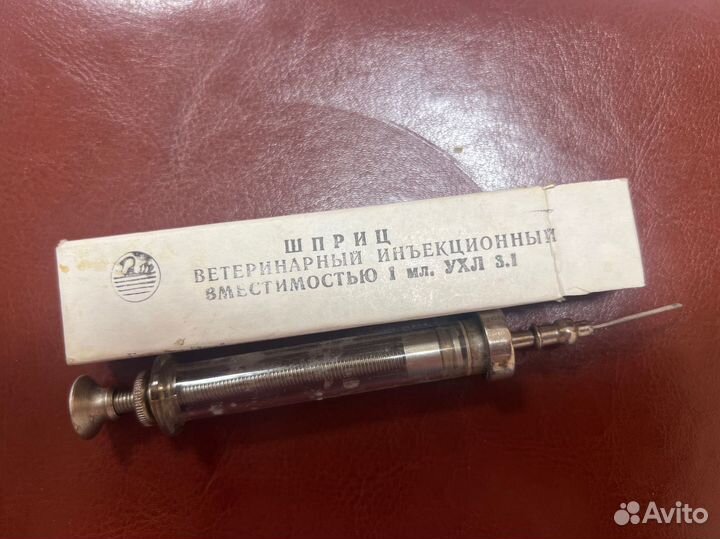 ШПРИЦ
ВЕТЕРИНАРНЫЙ ИНЪЕКЦИОННЫЙ
ВМЕСТИМОСТЬЮ 1 мл. УХЛ 3.1
Avito